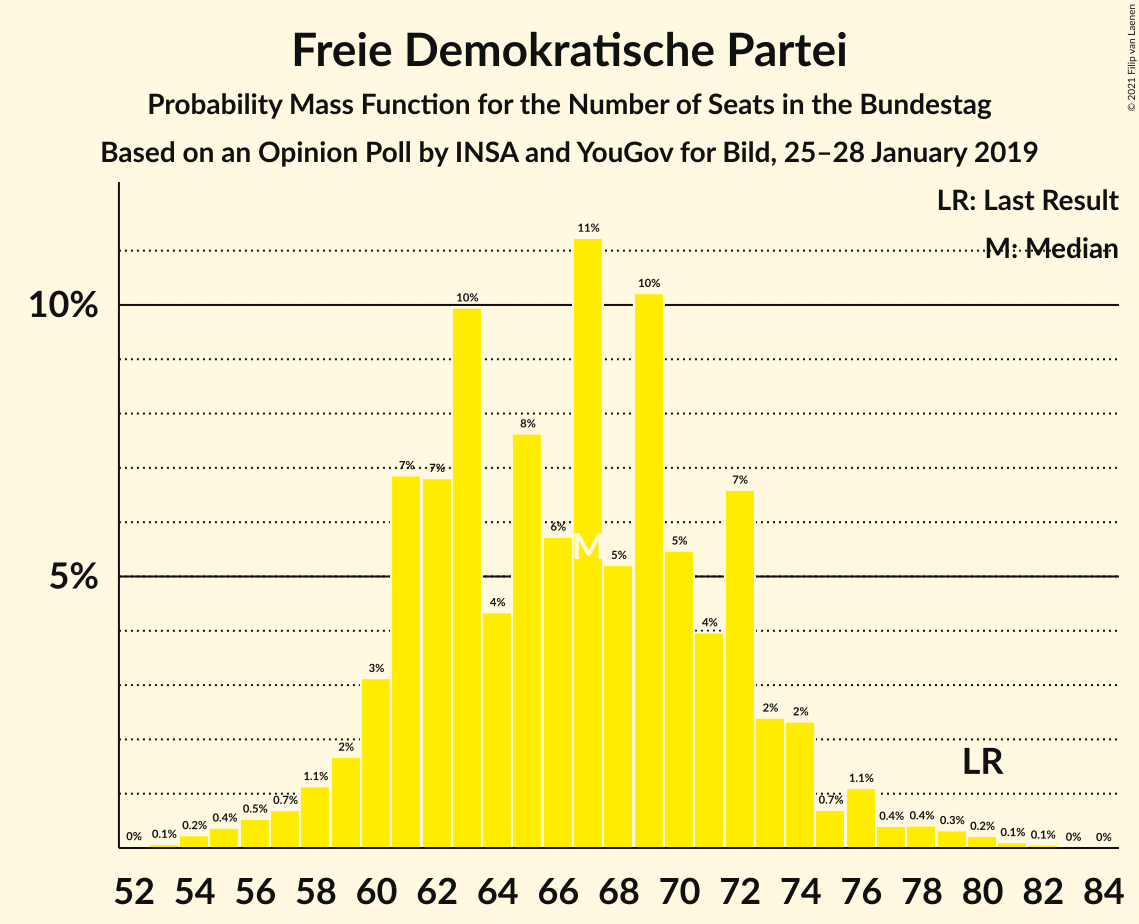 Freie Demokratische Partei
Probability Mass Function for the Number of Seats in the Bundestag
Based on an Opinion Poll by INSA and YouGov for Bild, 25–28 January 2019
© 2021 Filip van Laenen
LR: Last Result
M: Median
10%
5%
0% 0.1% 0.2% 0.4% 0.5% 0.7% 1.1% 2% 3% 7% 7% 10% 4% 8% 6% 11% 5% 10% 5% 4% 7% 2% 2% 0.7% 1.1% 0.4% 0.4% 0.3% 0.2% 0.1% 0.1% 0% 0%
M
LR
52 54 56 58 60 62 64 66 68 70 72 74 76 78 80 82 84